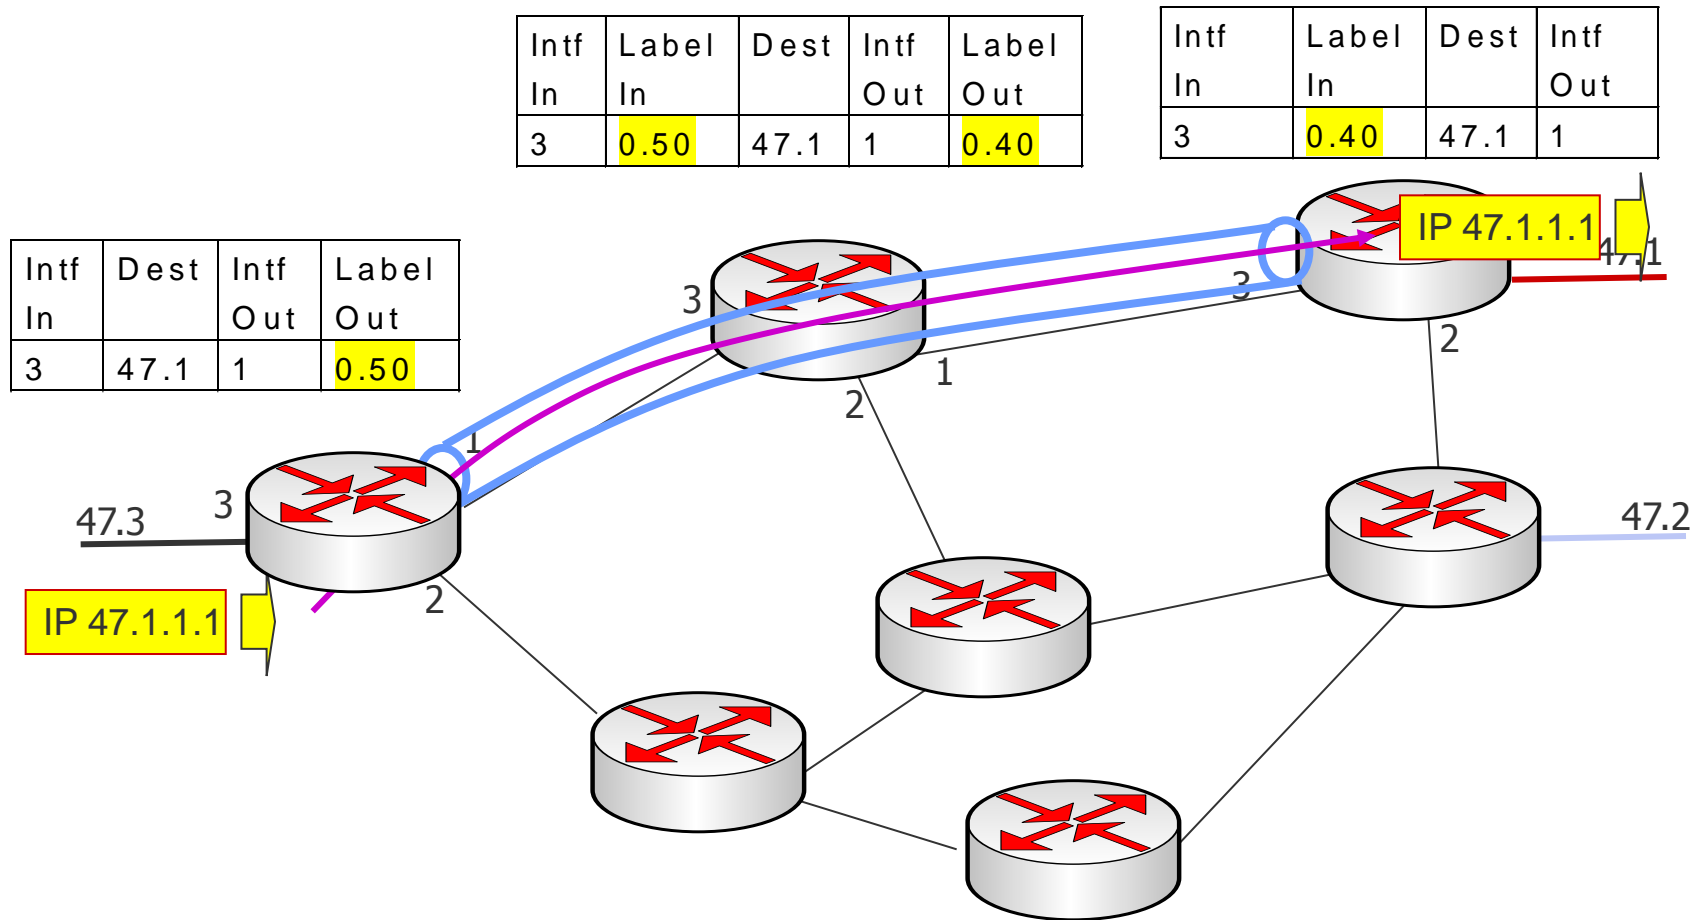 Intf Label Dest Intf Label
In In Out Out
3 0.50 47.1 1 0.40
Intf Label Dest Intf
In In Out
3 0.40 47.1 1
Intf Dest Intf Label
In Out Out
3 47.1 1 0.50
IP 47.1.1.1
47.1
3
3
2
1
2
1
3
47.3
47.2
2
IP 47.1.1.1